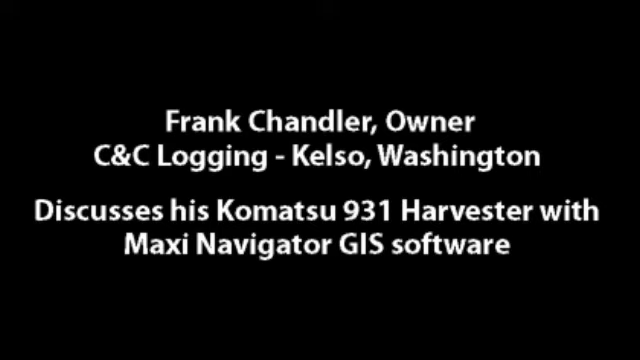 Frank Chandler, Owner
C&C Logging - Kelso, Washington
Discusses his Komatsu 931 Harvester with
Maxi Navigator GIS software